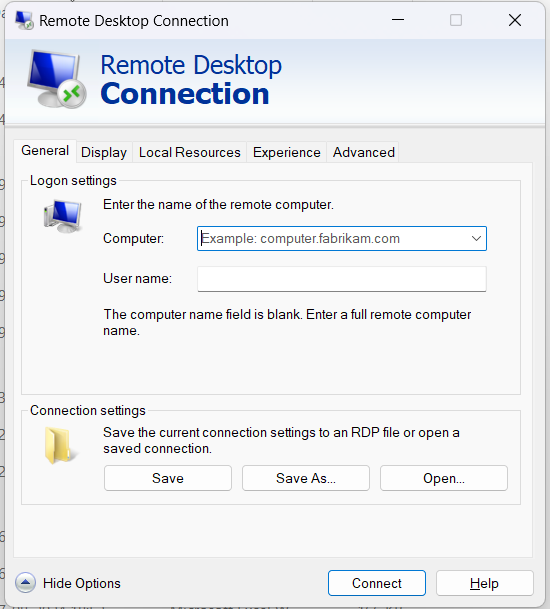 Remote Desktop Connection
Remote Desktop
Connection
General Display Local Resources Experience Advanced
Logon settings
Enter the name of the remote computer.
Computer: Example: computer.fabrikam.com
User name:
The computer name field is blank. Enter a full remote computer
name.
Connection settings
Save the current connection settings to an RDP file or open a
saved connection.
Save Save As... Open...
Hide Options Connect Help